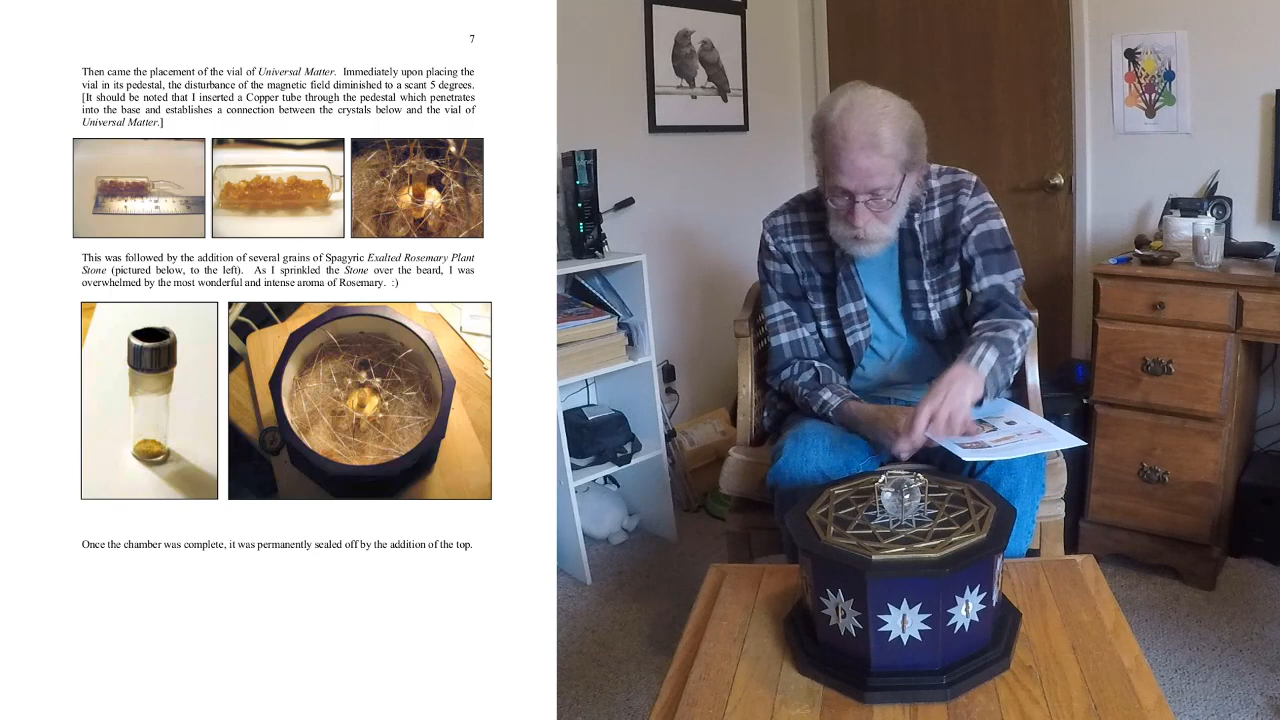 7
Then came the placement of the vial of Universal Matter. Immediately upon placing the
vial in its pedestal, the disturbance of the magnetic field diminished to a scant 5 degrees.
[It should be noted that I inserted a Copper tube through the pedestal which penetrates
into the base and establishes a connection between the crystals below and the vial of
Universal Matter.]
This was followed by the addition of several grains of Spagyric Exalted Rosemary Plant
Stone (pictured below, to the left). As I sprinkled the Stone over the beard, I was
overwhelmed by the most wonderful and intense aroma of Rosemary. :)
Once the chamber was complete, it was permanently sealed off by the addition of the top.